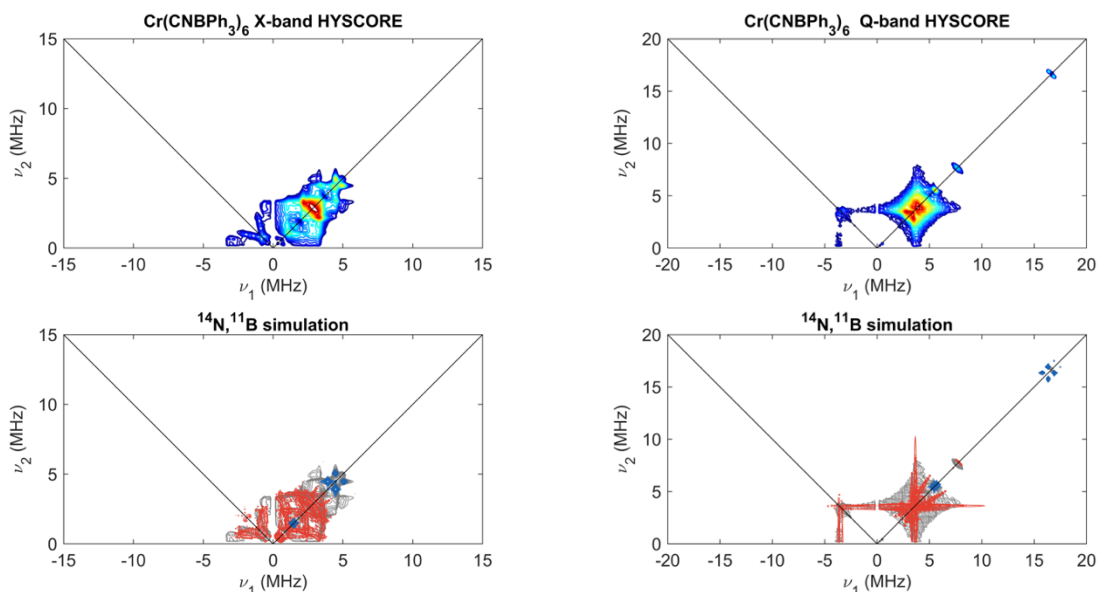 Cr(CNBPh3)6 X-band HYSCORE
15
10
5
0
ν2 (MHz)
-15 -10 -5 0 5 10 15
ν1 (MHz)
Cr(CNBPh3)6 Q-band HYSCORE
20
15
10
5
0
ν2 (MHz)
-20 -15 -10 -5 0 5 10 15 20
ν1 (MHz)
14N,11B simulation
15
10
5
0
ν2 (MHz)
-15 -10 -5 0 5 10 15
ν1 (MHz)
14N,11B simulation
20
15
10
5
0
ν2 (MHz)
-20 -15 -10 -5 0 5 10 15 20
ν1 (MHz)